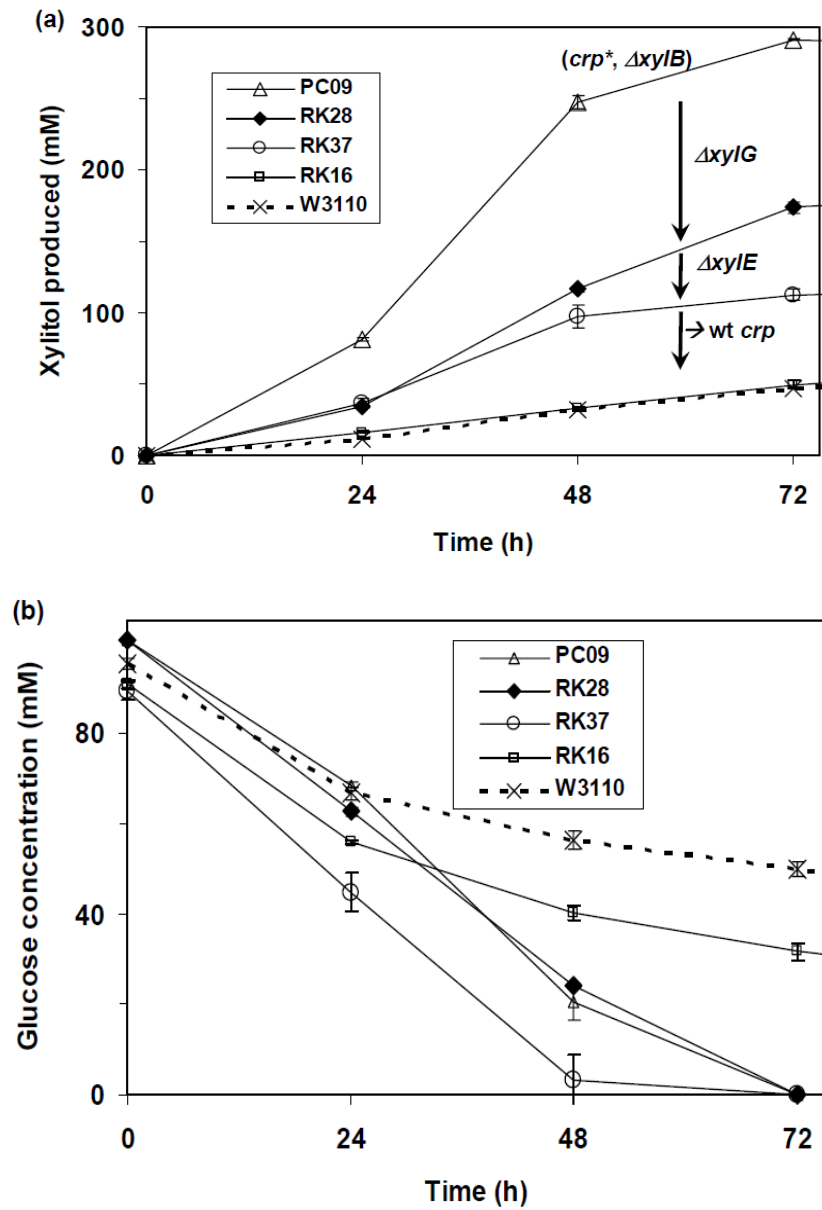 (a)
300
200
100
0
Xylitol produced (mM)
PC09
RK28
RK37
RK16
W3110
(crp*, ΔxylB)
ΔxylG
ΔxylE
→ wt crp
0 24 48 72
Time (h)
(b)
80
40
0
Glucose concentration (mM)
PC09
RK28
RK37
RK16
W3110
0 24 48 72
Time (h)